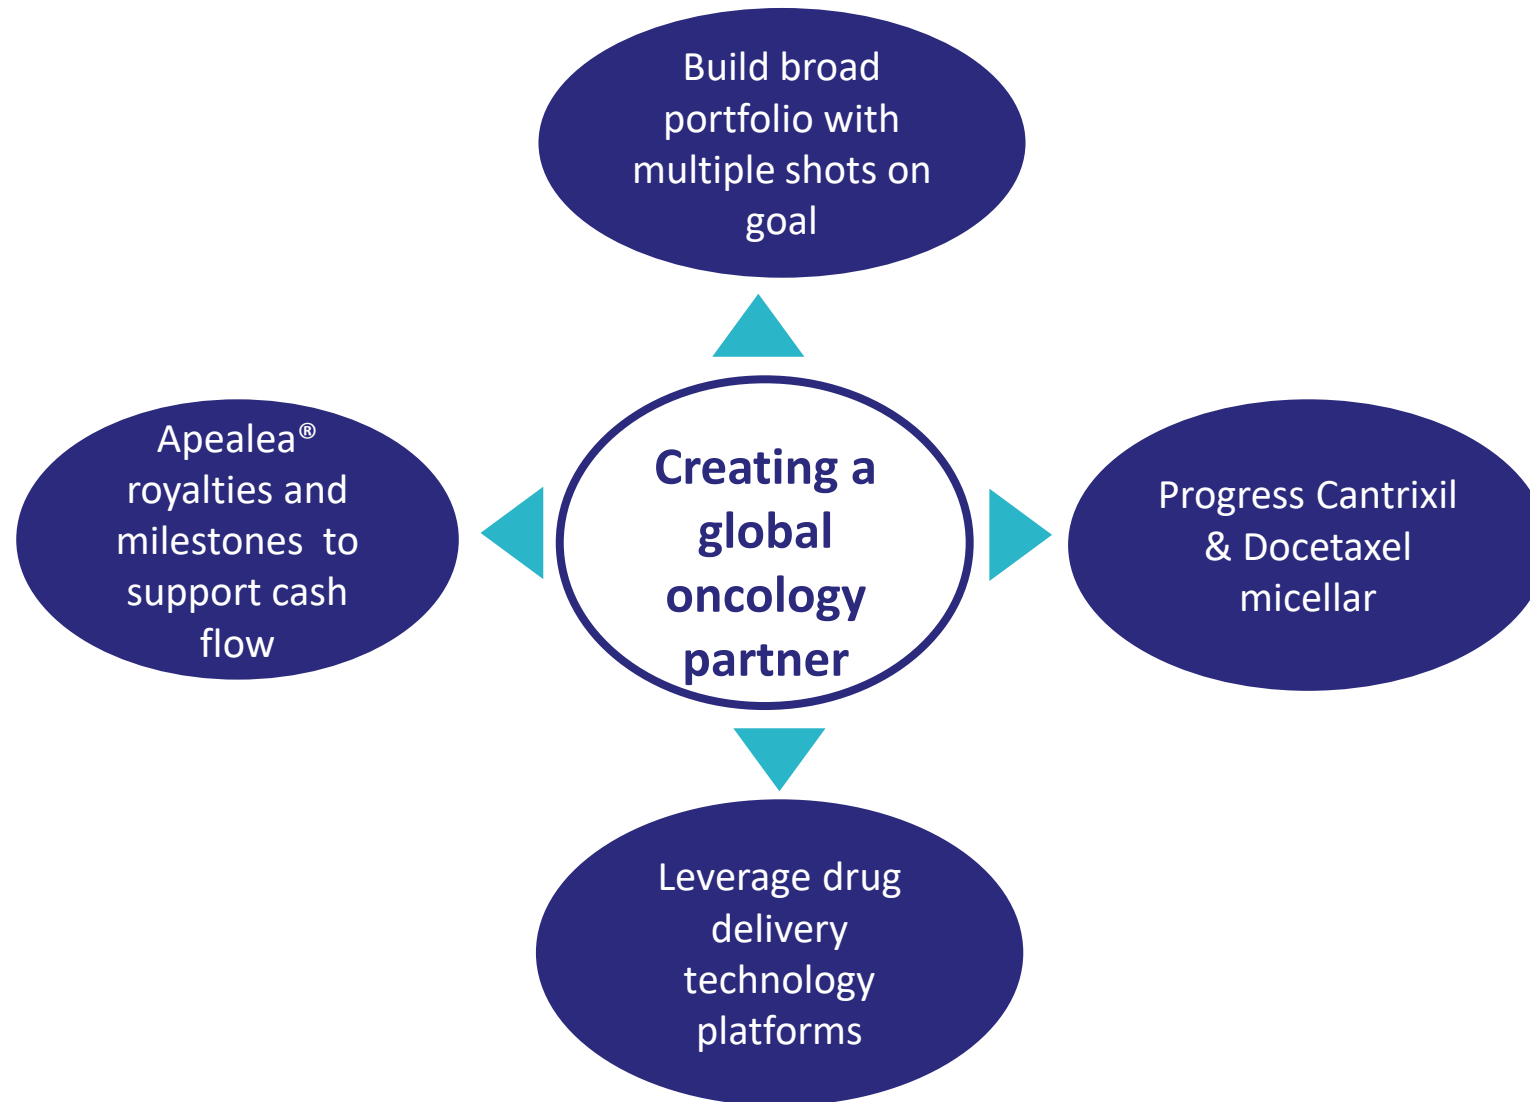 Build broad
portfolio with
multiple shots on
goal
Apealea®
royalties and
milestones to
support cash
flow
Creating a
global
oncology
partner
Progress Cantrixil
& Docetaxel
micellar
Leverage drug
delivery
technology
platforms